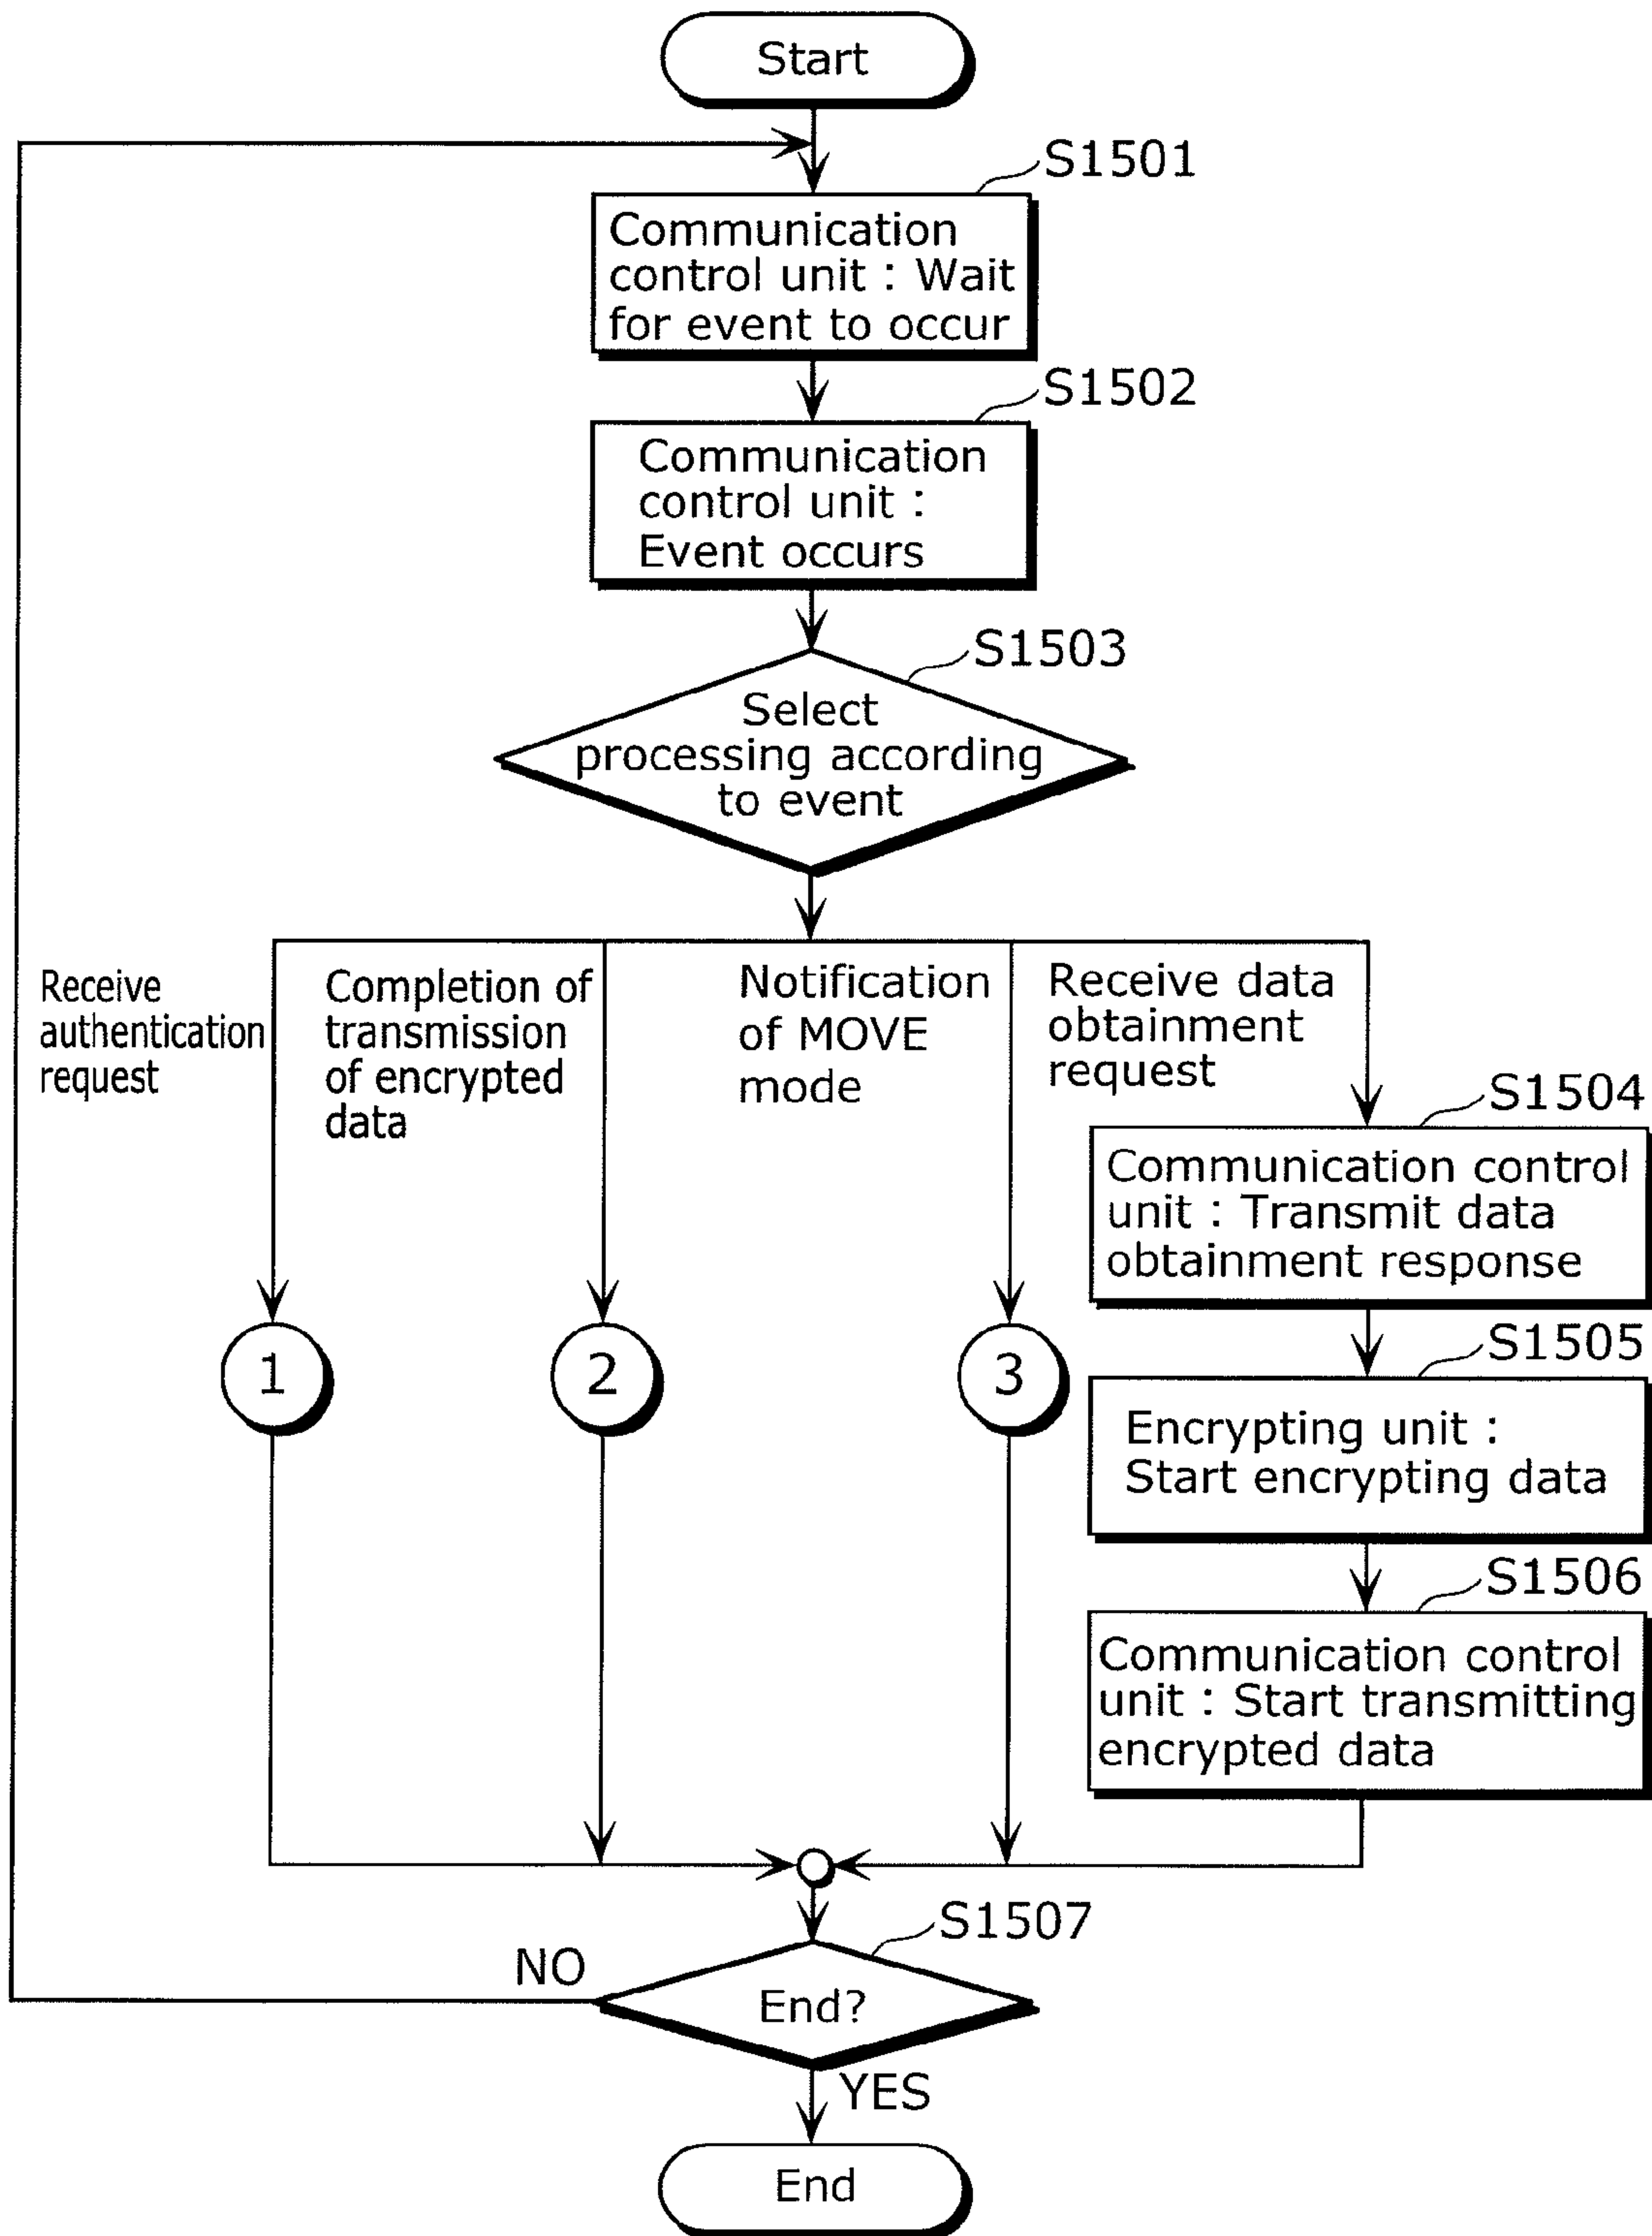 Start
S1501
Communication
control unit : Wait
for event to occur
S1502
Communication
control unit :
Event occurs
S1503
Select
processing according
to event
Receive
authentication
request
Completion of
transmission
of encrypted
data
Notification
of MOVE
mode
Receive data
obtainment
request
S1504
Communication control
unit : Transmit data
obtainment response
1
2
3
S1505
Encrypting unit :
Start encrypting data
S1506
Communication control
unit : Start transmitting
encrypted data
S1507
NO
End?
YES
End